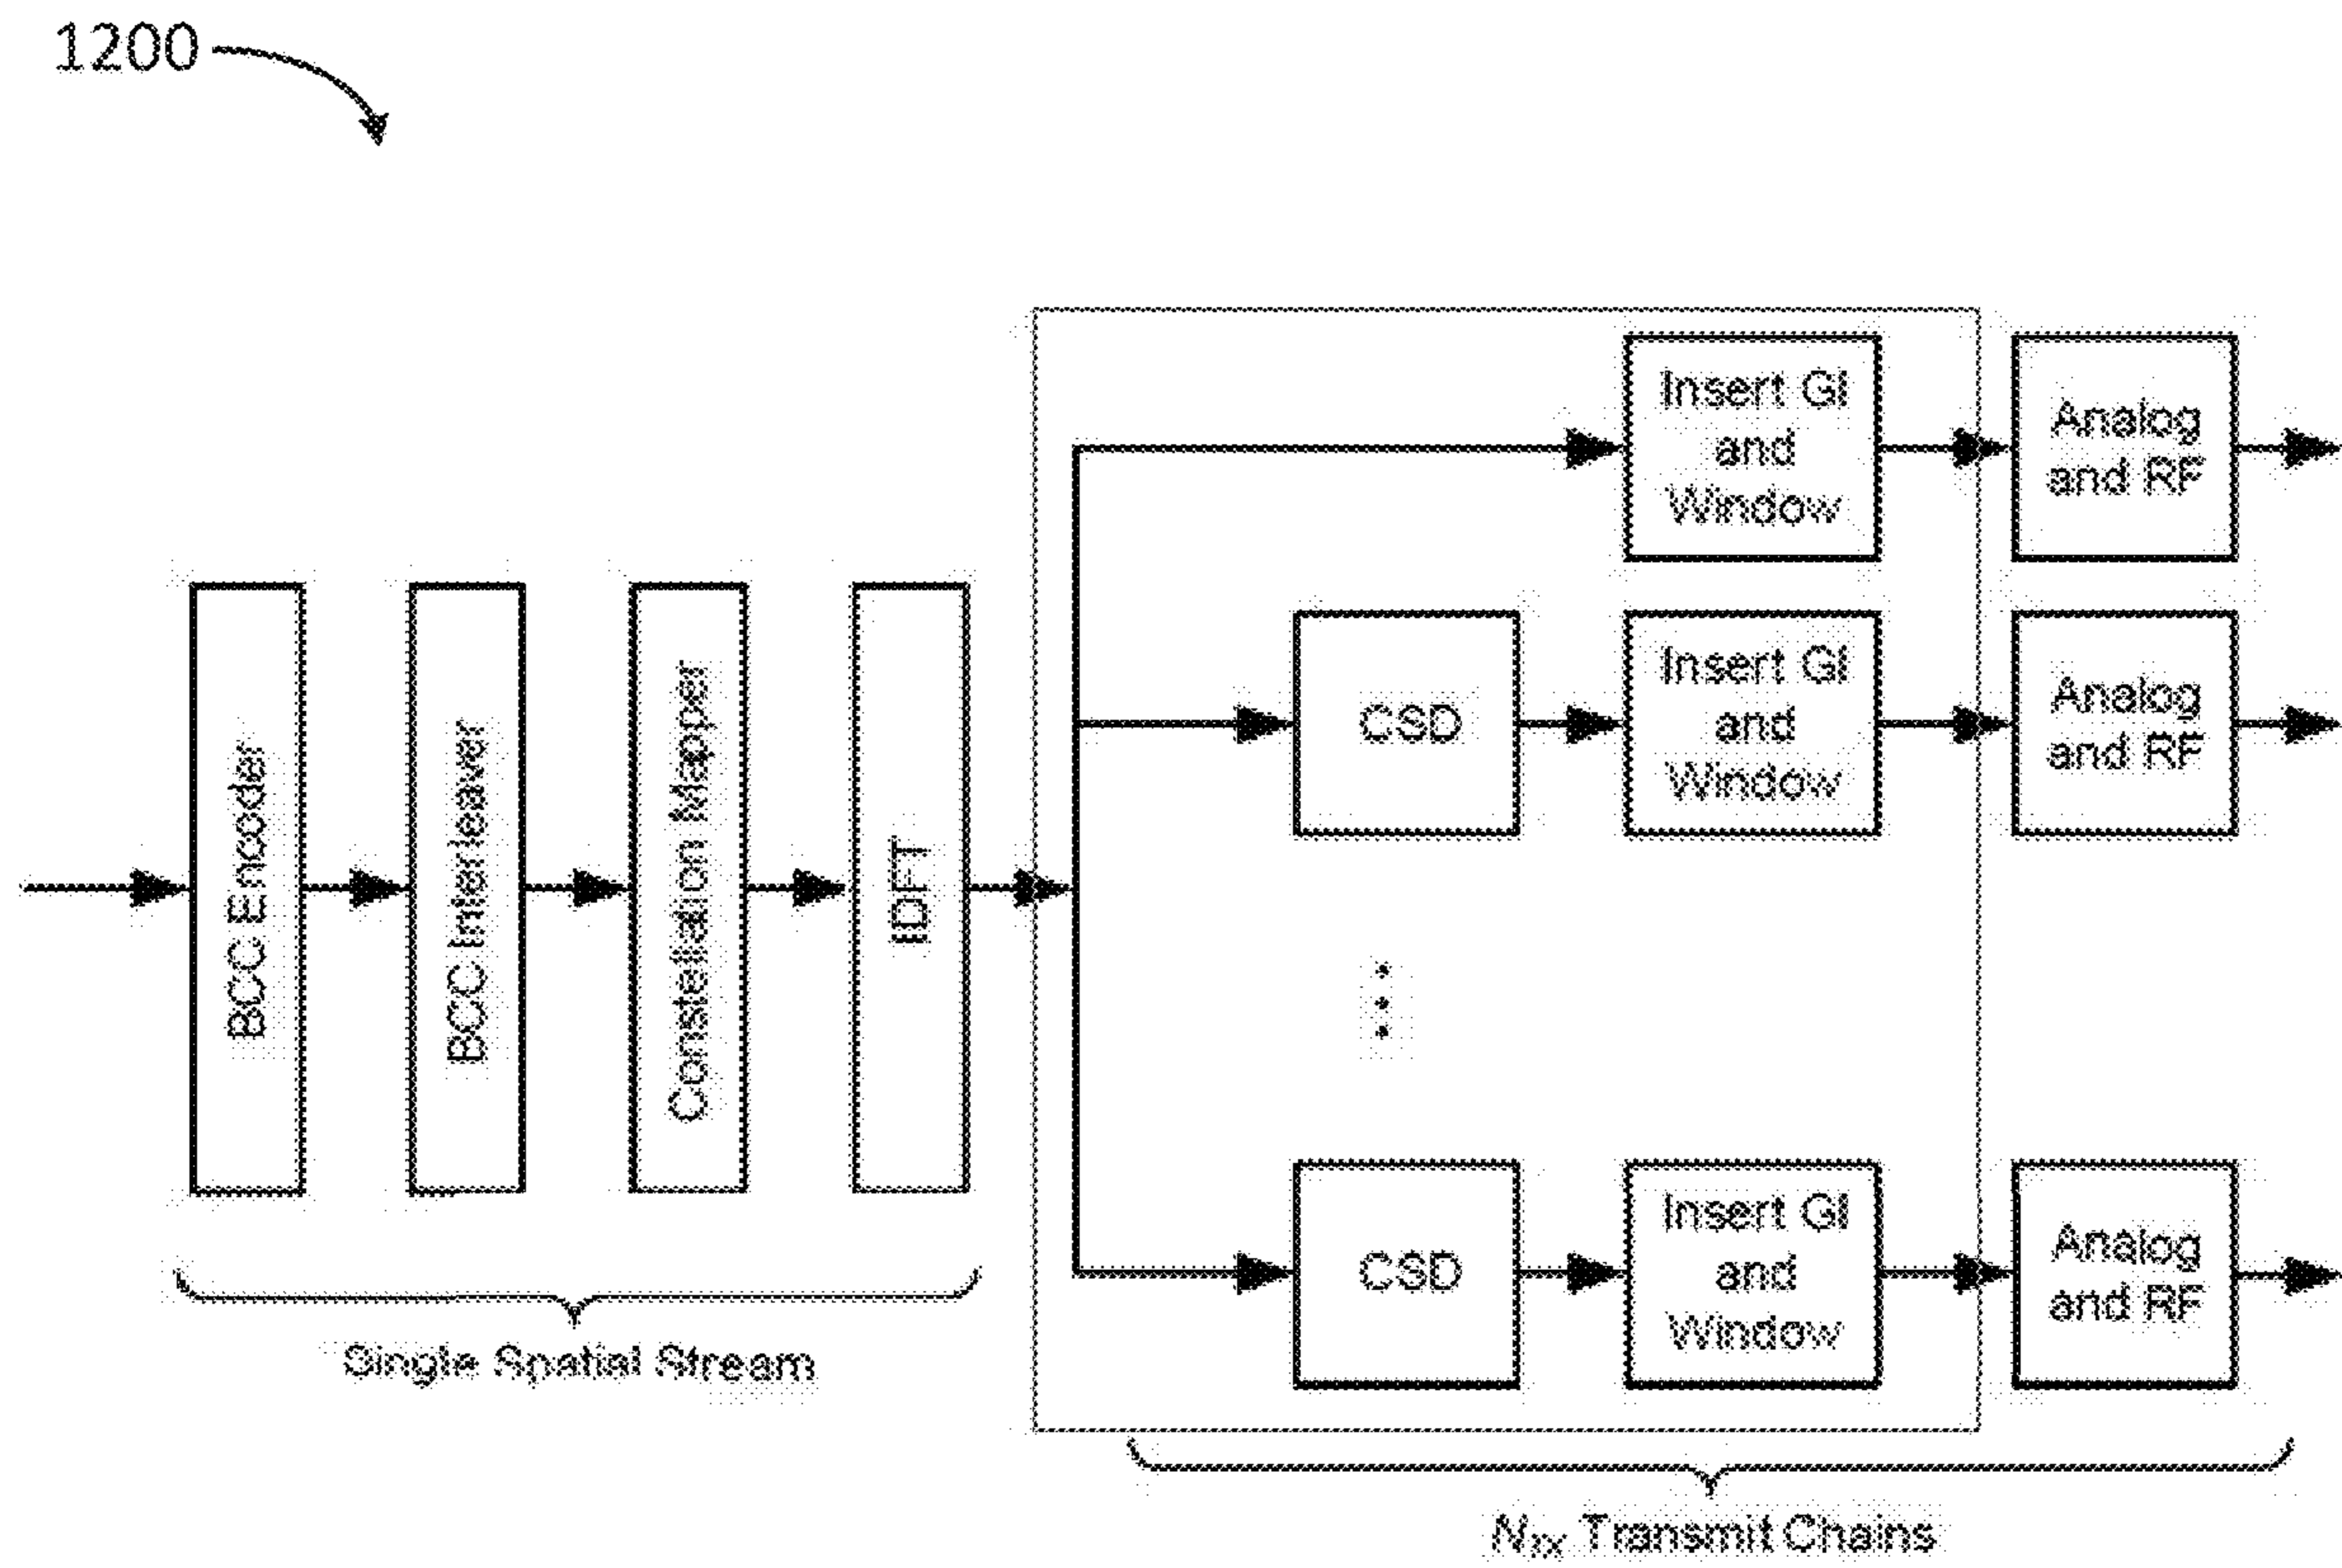 1200
BCC Encoder
BCC Interleaver
Constellation Mapper
IDFT
Insert GI
and
Window
Analog
and RF
CSD
Insert GI
and
Window
Analog
and RF
CSD
Insert GI
and
Window
Analog
and RF
Single Spatial Stream
N_TX Transmit Chains